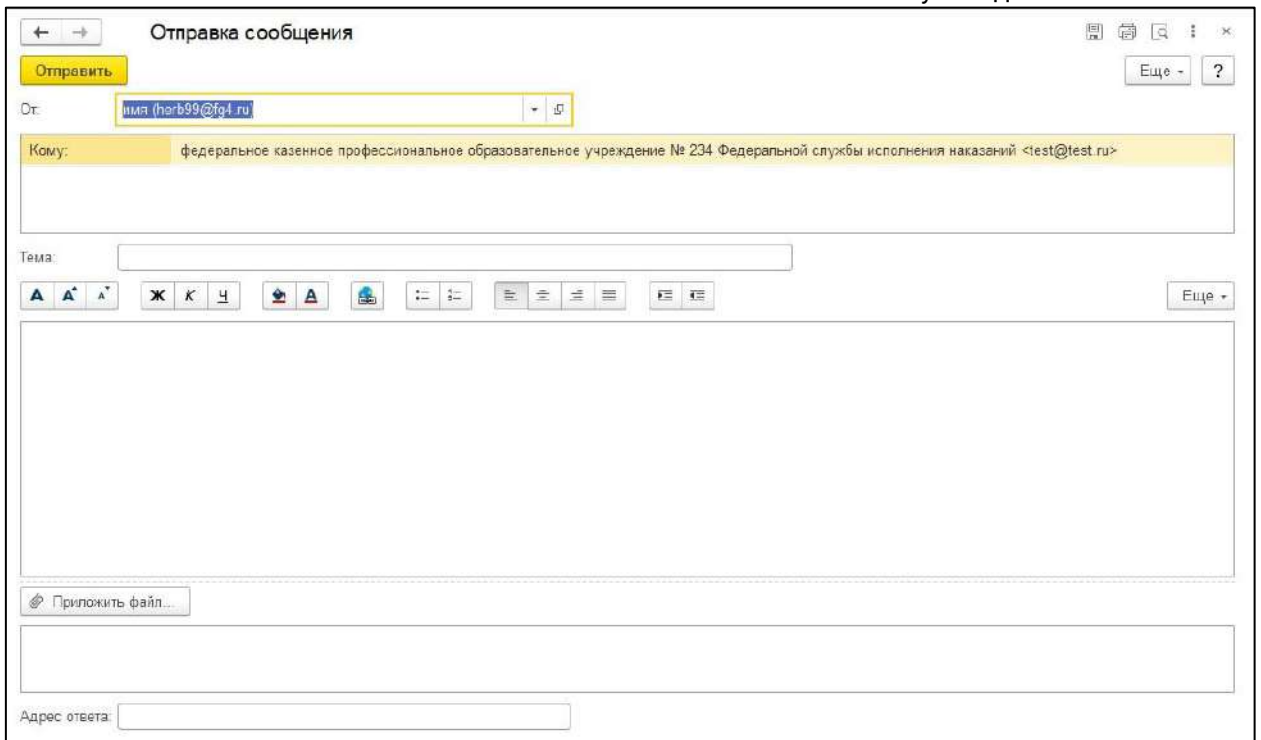 Отправка сообщения
Отправить
Еще
?
От:
имя (herb99@fg4.ru)
Кому:
федеральное казенное профессиональное образовательное учреждение № 234 Федеральной службы исполнения наказаний <test@test.ru>
Тема:
А А А Ж К Ч А
Еще
Приложить файл...
Адрес ответа: